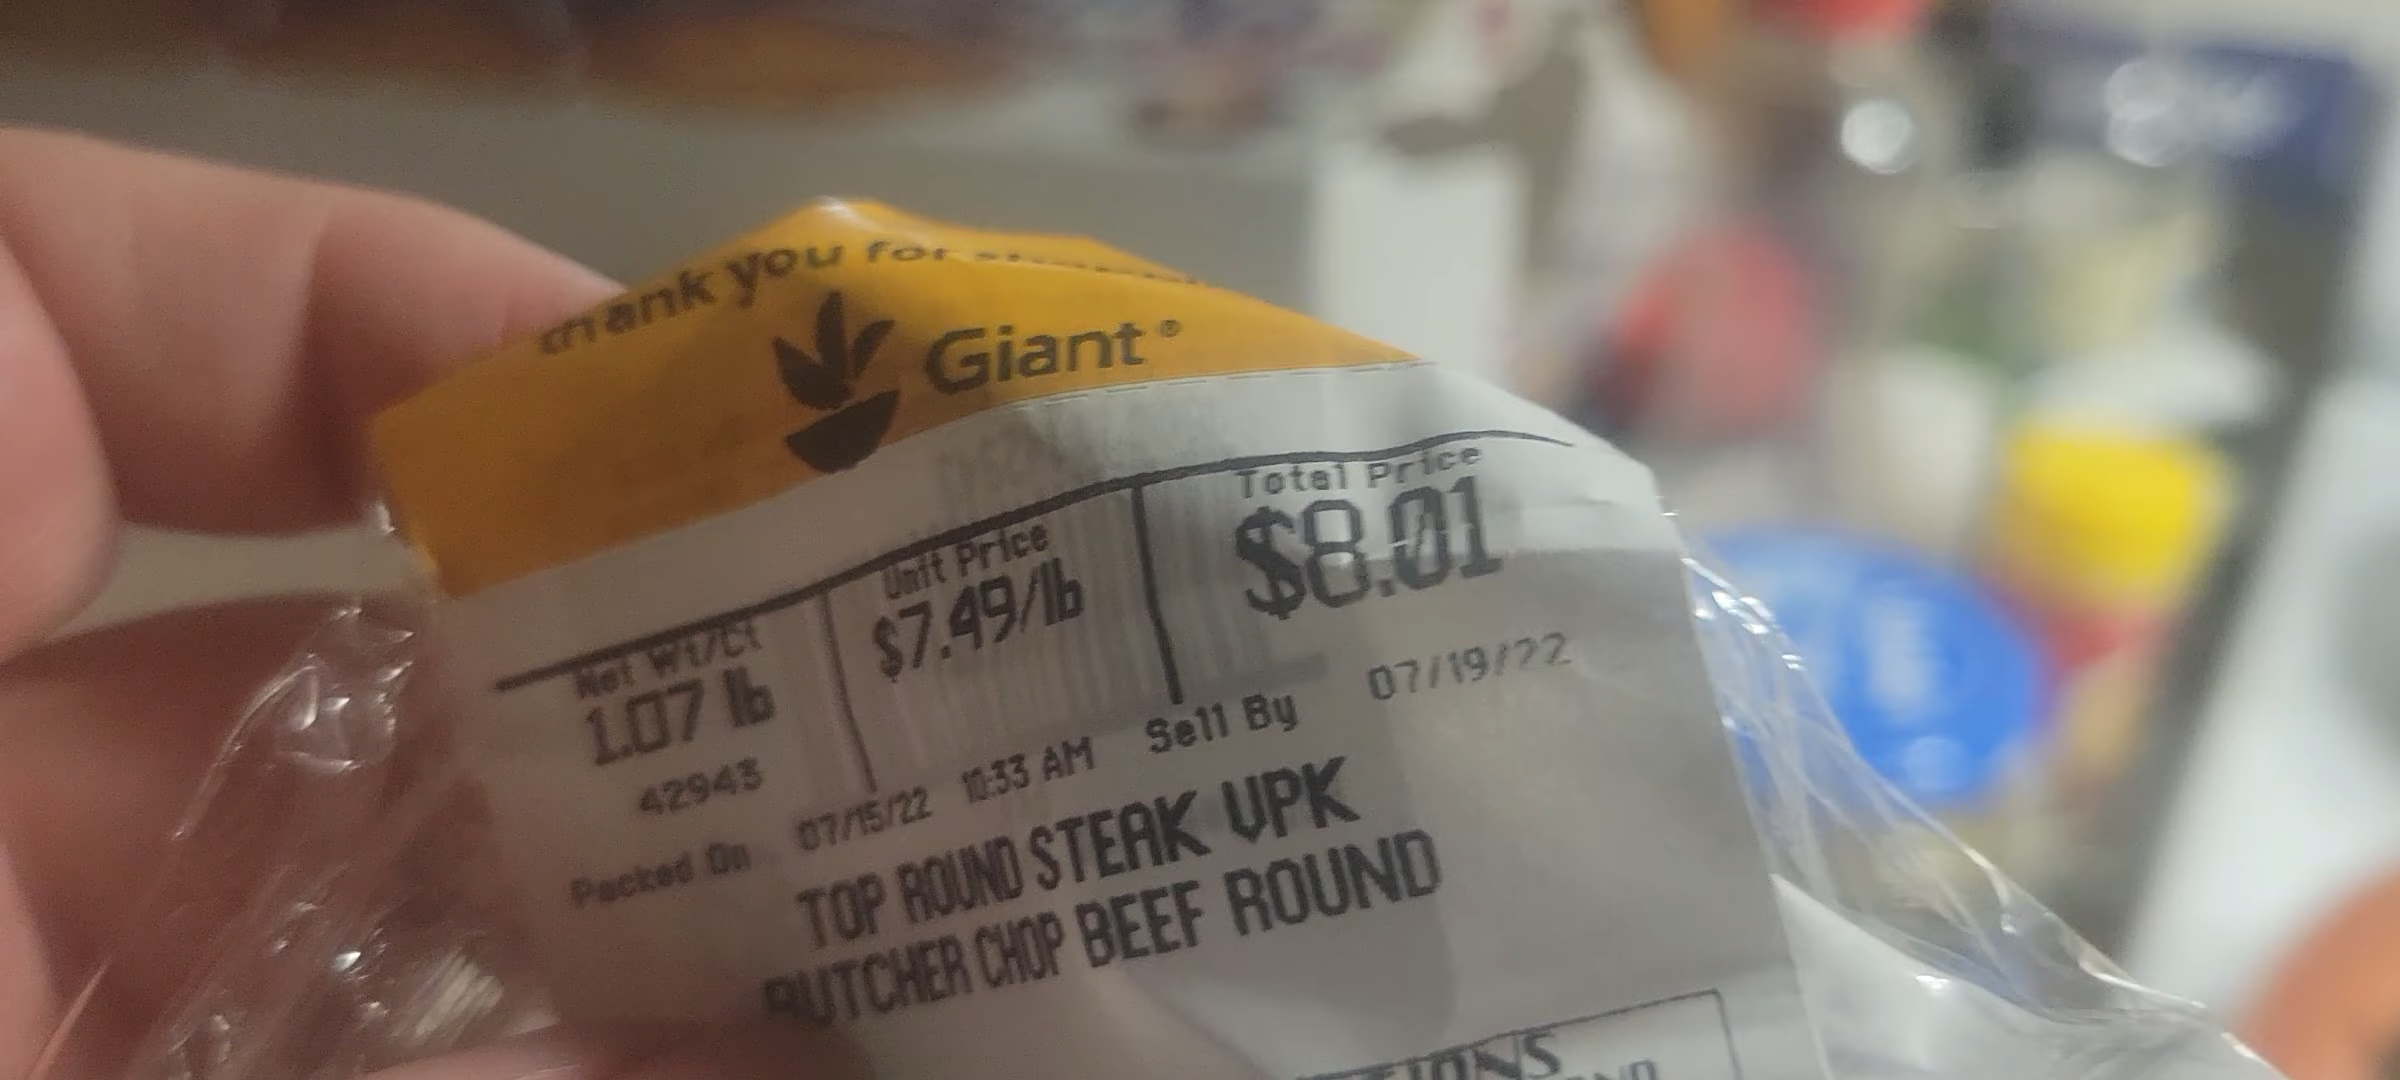 thank you for
Giant®
Net Wt/Ct
1.07 lb
Unit Price
$7.49/lb
Total Price
$8.01
42943
Packed On 07/15/22 10:33 AM Sell By 07/19/22
TOP ROUND STEAK VPK
BUTCHER CHOP BEEF ROUND